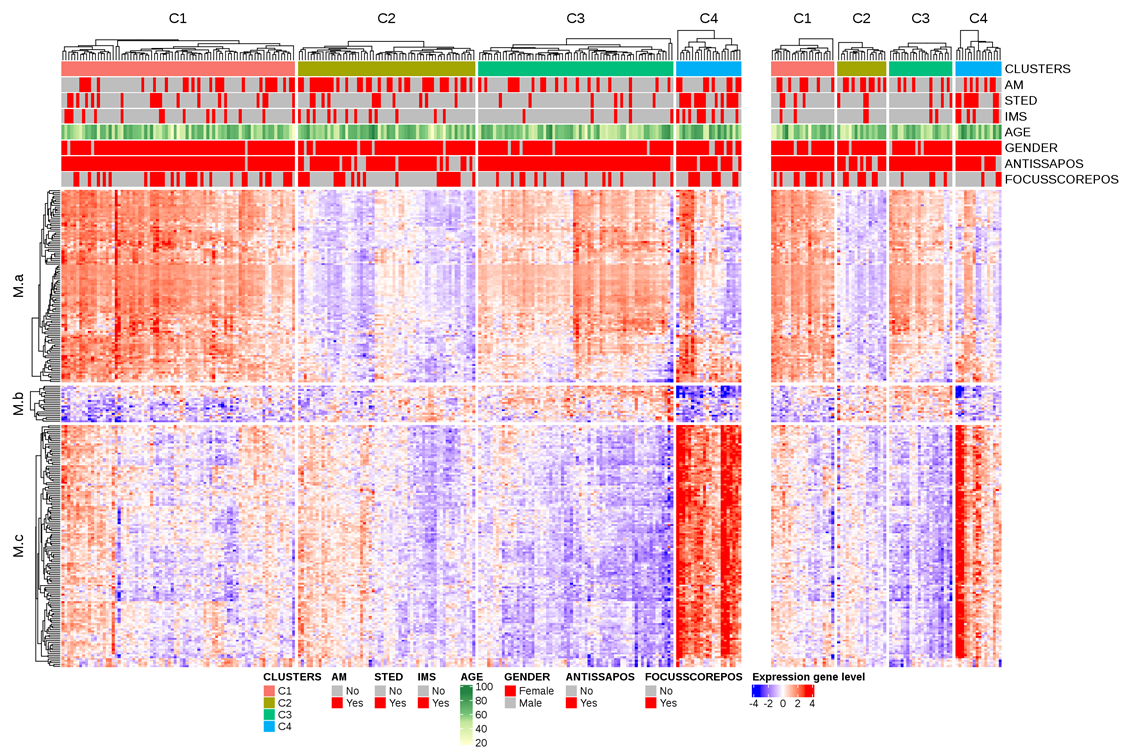 C1 C2 C3 C4 C1 C2 C3 C4
CLUSTERS
AM
STED
IMS
AGE
GENDER
ANTISSAPOS
FOCUSSCOREPOS
M.a
M.b
M.c
CLUSTERS AM STED IMS AGE GENDER ANTISSAPOS FOCUSSCOREPOS Expression gene level
C1 No No No 100 Female No No
C2 Yes Yes Yes 80 Male Yes Yes -4 -2 0 2 4
C3 60
C4 40
20